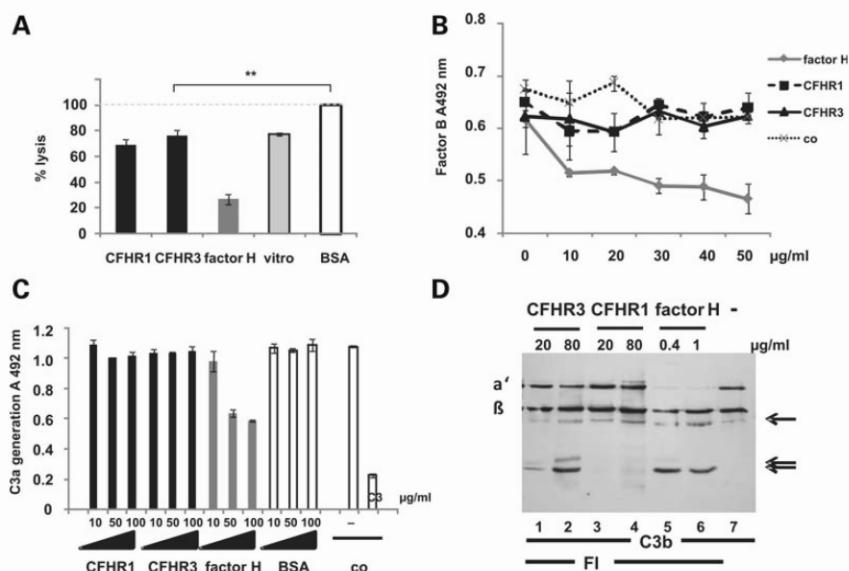 A
**
100
80
60
40
20
0
% lysis
CFHR1 CFHR3 factor H vitro BSA
B
0.7
0.6
0.5
0.4
Factor B A492 nm
0 10 20 30 40 50 µg/ml
factor H
CFHR1
CFHR3
co
C
1.2
1.0
0.8
0.6
0.4
0.2
0
C3a generation A 492 nm
10 50 100 10 50 100 10 50 100 10 50 100 – C3 µg/ml
CFHR1 CFHR3 factor H BSA co
D
CFHR3 CFHR1 factor H -
20 80 20 80 0.4 1 µg/ml
a‘
ß
1 2 3 4 5 6 7
C3b
FI